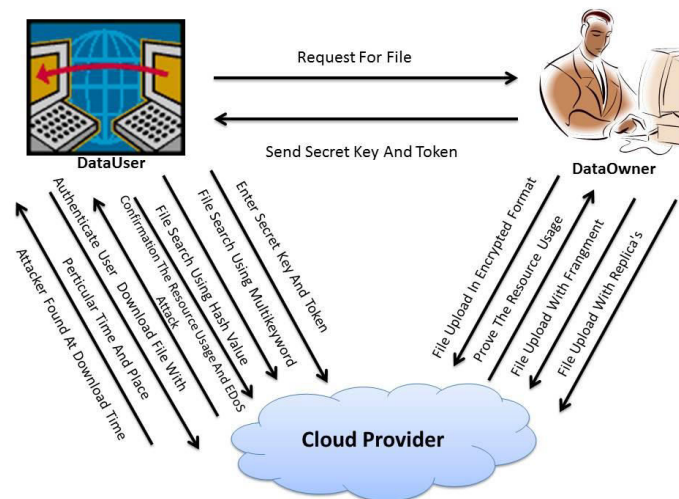 Request For File
Send Secret Key And Token
DataUser
DataOwner
Attacker Found At Download Time
Authenticate User Download File With
Perticular Time And Place
Confirmation The Resource Usage And EDoS
Attack
File Search Using Hash Value
File Search Using Multikeyword
Enter Secret Key And Token
File Upload In Encrypted Format
Prove The Resource Usage
File Upload With Frangment
File Upload With Replica's
Cloud Provider